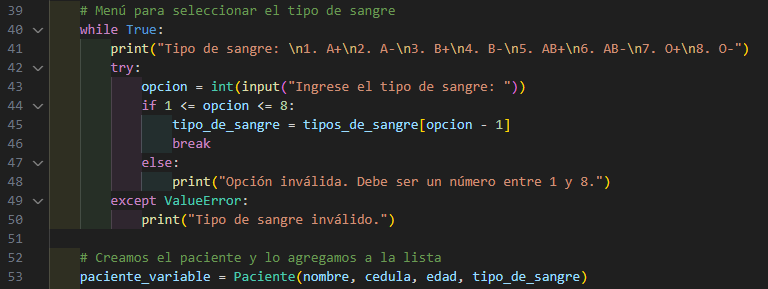 39 # Menú para seleccionar el tipo de sangre
40 while True:
41 print("Tipo de sangre: \n1. A+\n2. A-\n3. B+\n4. B-\n5. AB+\n6. AB-\n7. O+\n8. O-")
42 try:
43 opcion = int(input("Ingrese el tipo de sangre: "))
44 if 1 <= opcion <= 8:
45 tipo_de_sangre = tipos_de_sangre[opcion - 1]
46 break
47 else:
48 print("Opción inválida. Debe ser un número entre 1 y 8.")
49 except ValueError:
50 print("Tipo de sangre inválido.")
51
52 # Creamos el paciente y lo agregamos a la lista
53 paciente_variable = Paciente(nombre, cedula, edad, tipo_de_sangre)